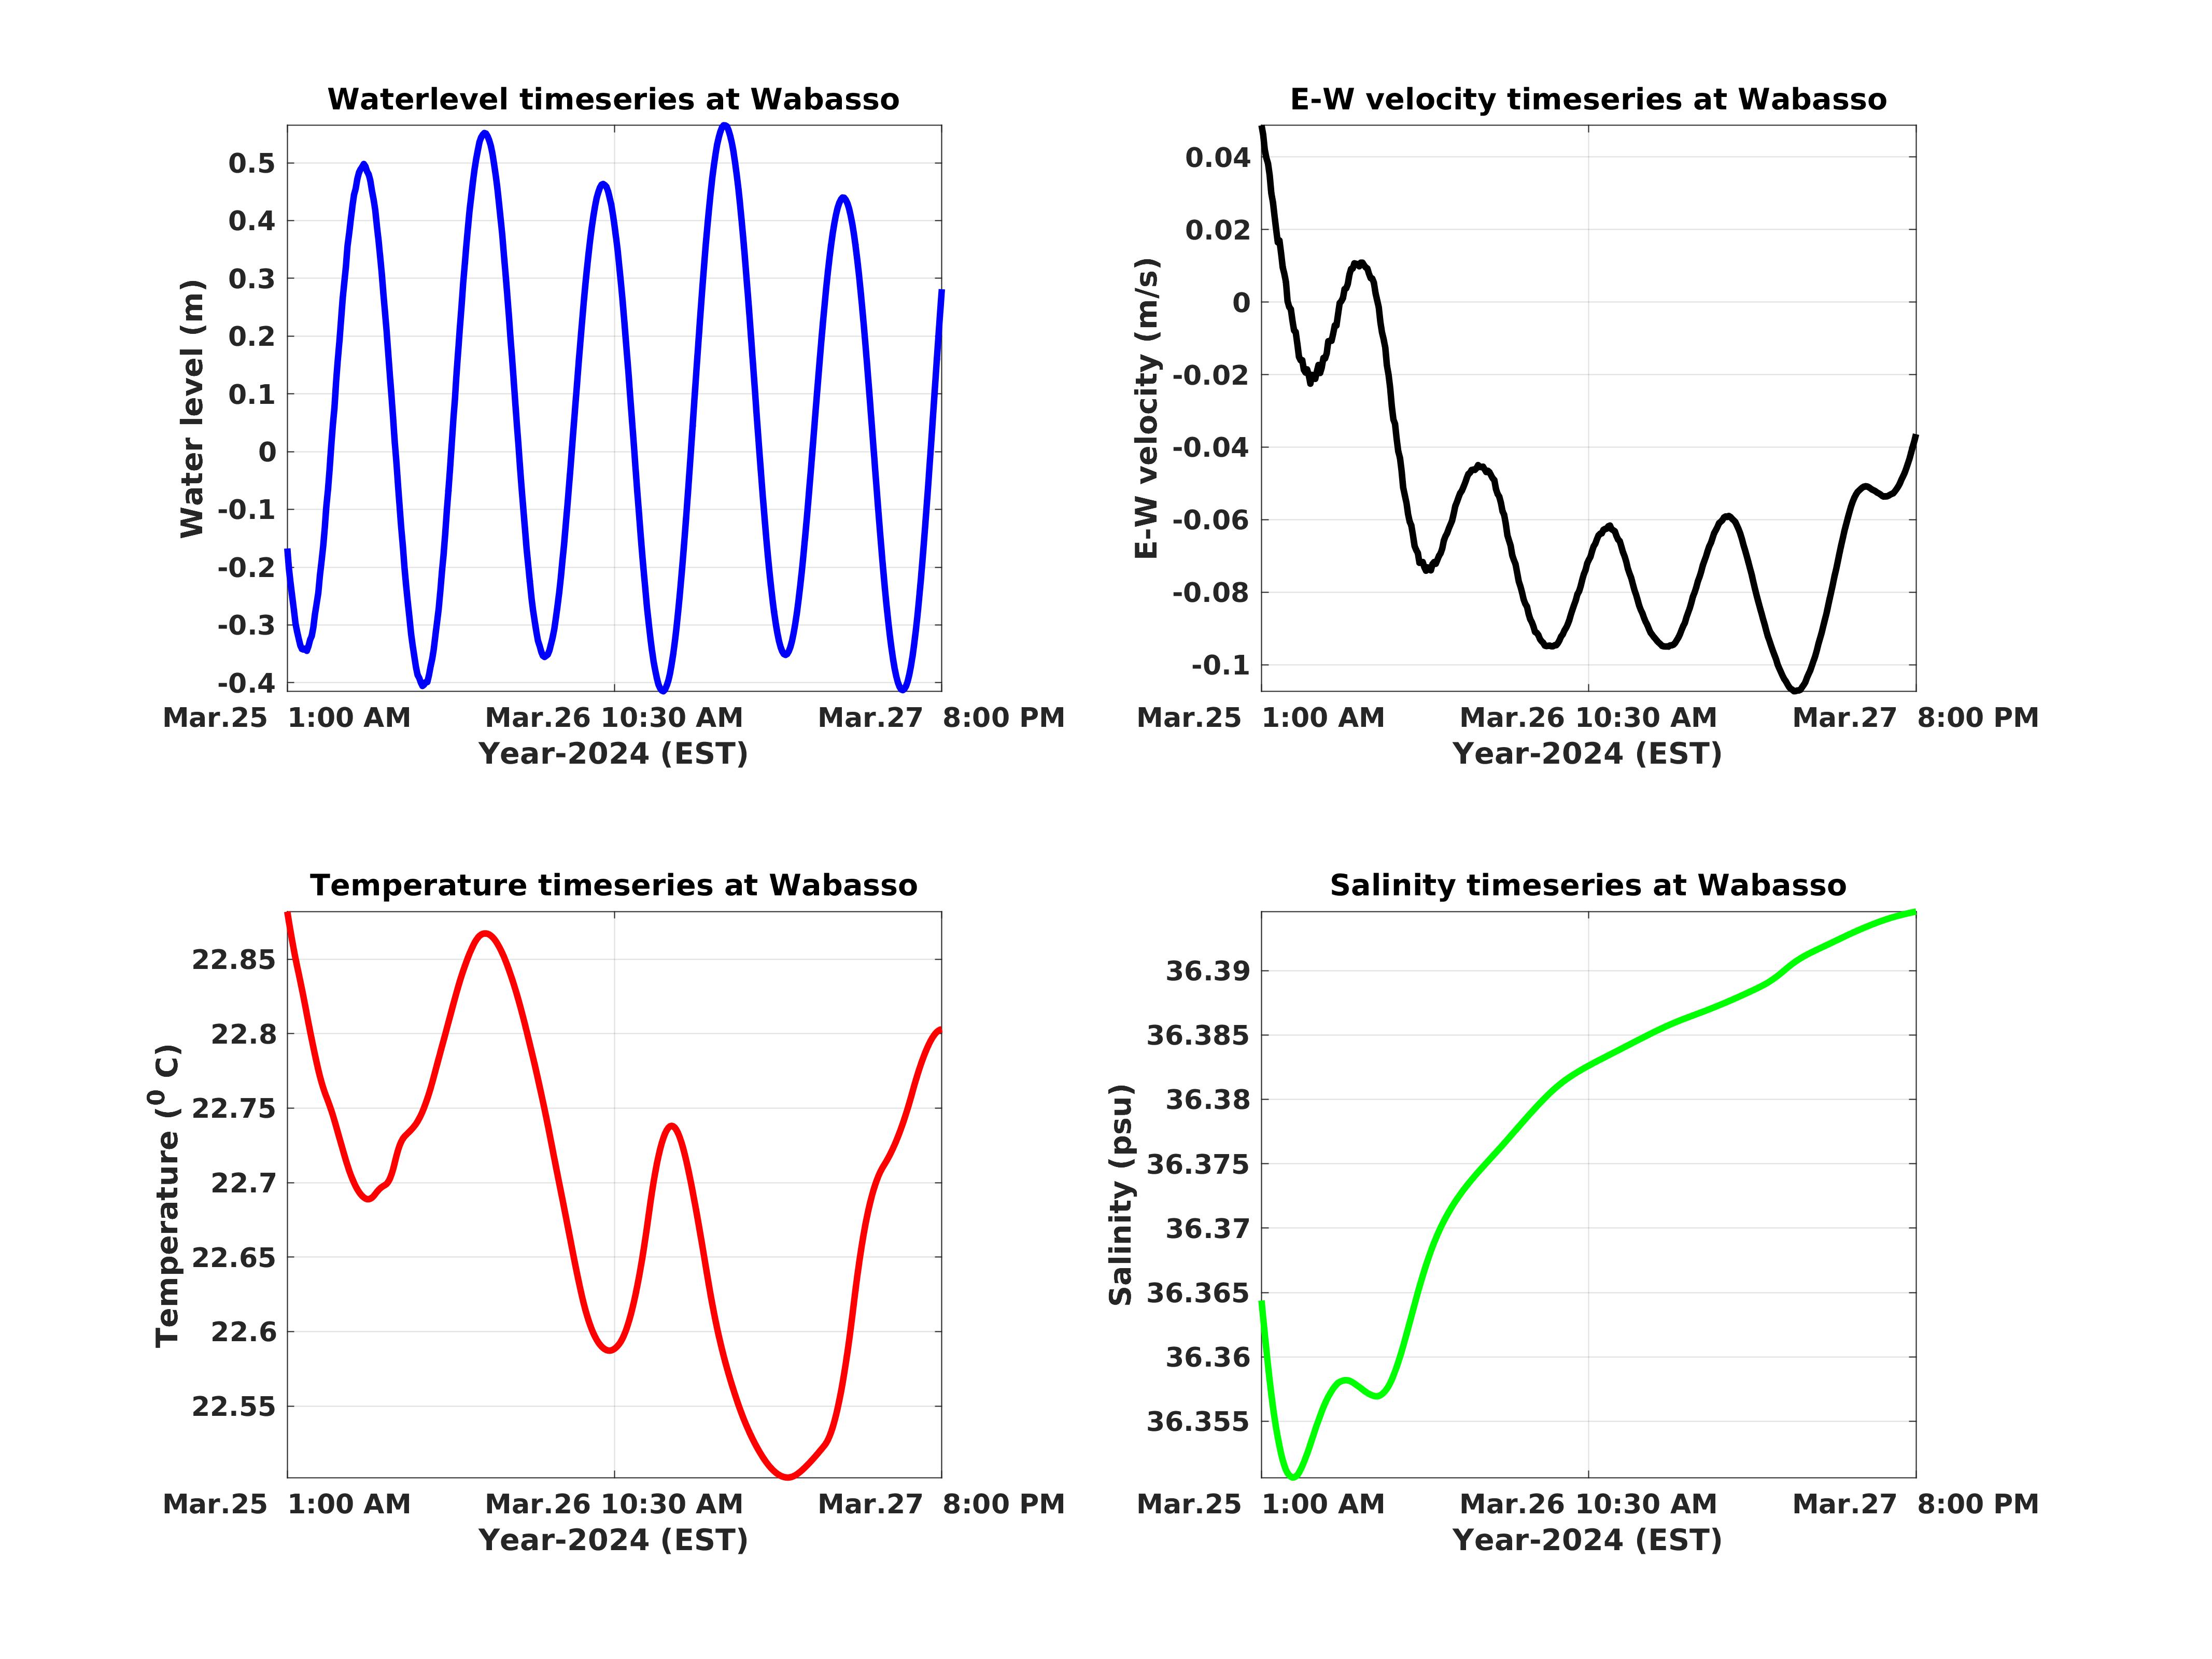 Waterlevel timeseries at Wabasso
Water level (m)
0.5
0.4
0.3
0.2
0.1
0
-0.1
-0.2
-0.3
-0.4
Mar.25 1:00 AM Mar.26 10:30 AM Mar.27 8:00 PM
Year-2024 (EST)
E-W velocity timeseries at Wabasso
E-W velocity (m/s)
0.04
0.02
0
-0.02
-0.04
-0.06
-0.08
-0.1
Mar.25 1:00 AM Mar.26 10:30 AM Mar.27 8:00 PM
Year-2024 (EST)
Temperature timeseries at Wabasso
Temperature (⁰ C)
22.85
22.8
22.75
22.7
22.65
22.6
22.55
Mar.25 1:00 AM Mar.26 10:30 AM Mar.27 8:00 PM
Year-2024 (EST)
Salinity timeseries at Wabasso
Salinity (psu)
36.39
36.385
36.38
36.375
36.37
36.365
36.36
36.355
Mar.25 1:00 AM Mar.26 10:30 AM Mar.27 8:00 PM
Year-2024 (EST)